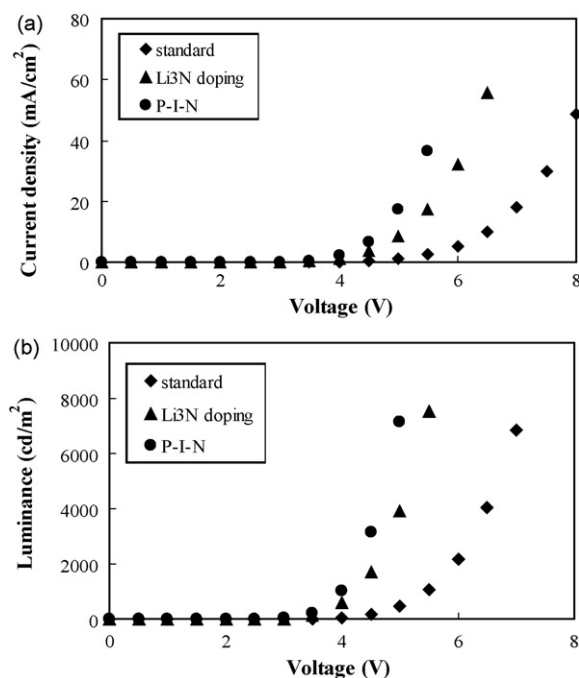 (a)
80
60
40
20
0
Current density (mA/cm²)
standard
Li3N doping
P-I-N
0 2 4 6 8
Voltage (V)
(b)
10000
8000
6000
4000
2000
0
Luminance (cd/m²)
standard
Li3N doping
P-I-N
0 2 4 6 8
Voltage (V)